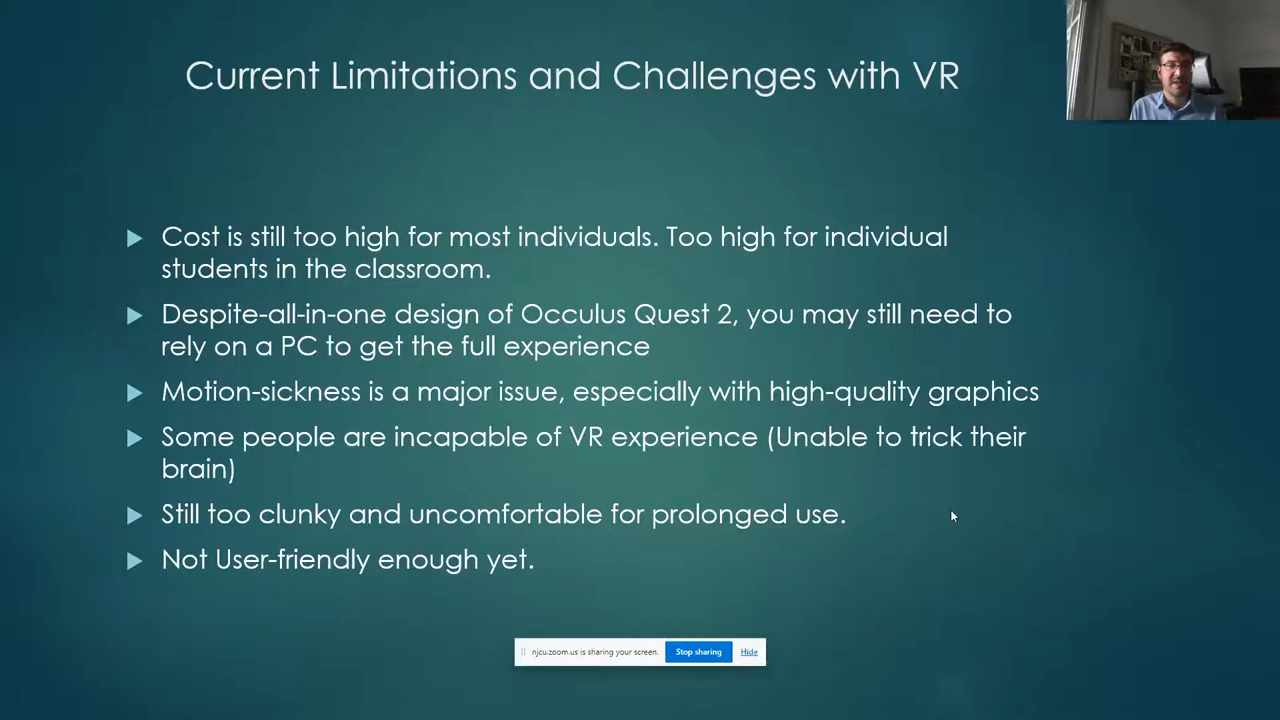 Current Limitations and Challenges with VR
Cost is still too high for most individuals. Too high for individual
students in the classroom.
Despite-all-in-one design of Occulus Quest 2, you may still need to
rely on a PC to get the full experience
Motion-sickness is a major issue, especially with high-quality graphics
Some people are incapable of VR experience (Unable to trick their
brain)
Still too clunky and uncomfortable for prolonged use.
Not User-friendly enough yet.
njcu.zoom.us is sharing your screen. Stop sharing Hide